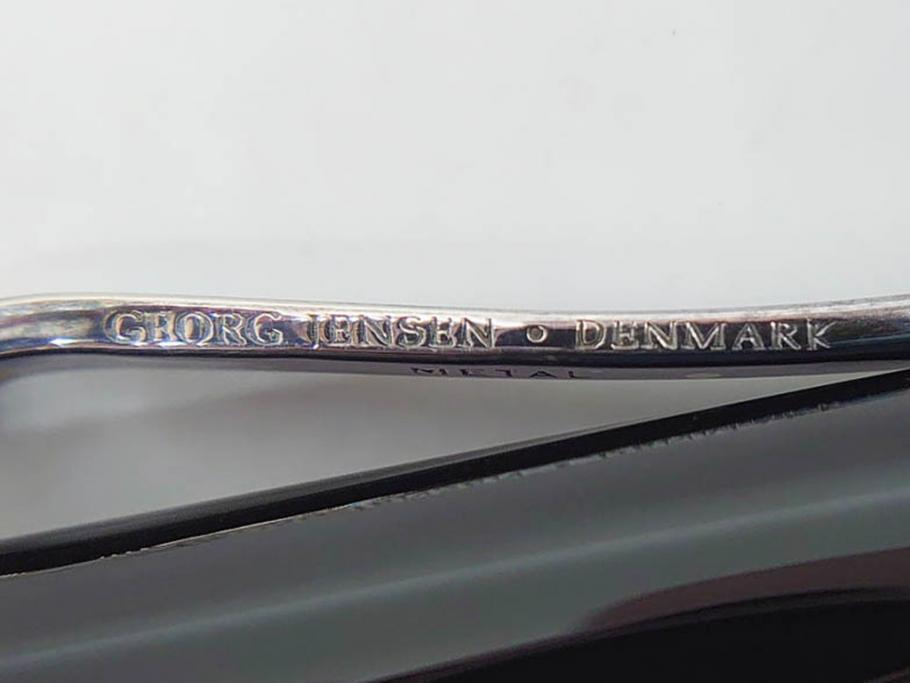 GEORG JENSEN ° DENMARK
METAL